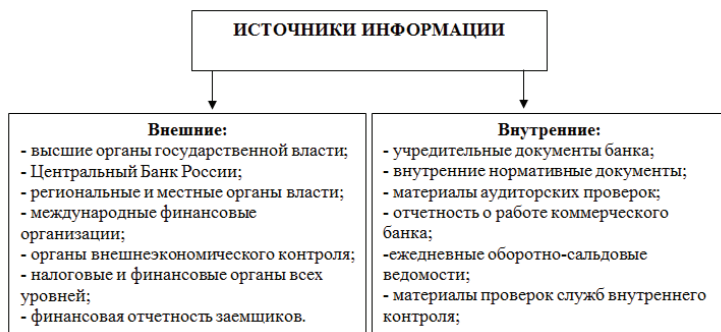 ИСТОЧНИКИ ИНФОРМАЦИИ
Внешние:
- высшие органы государственной власти;
- Центральный Банк России;
- региональные и местные органы власти;
- международные финансовые
организации;
- органы внешнеэкономического контроля;
- налоговые и финансовые органы всех
уровней;
- финансовая отчетность заемщиков.
Внутренние:
- учредительные документы банка;
- внутренние нормативные документы;
- материалы аудиторских проверок;
- отчетность о работе коммерческого
банка;
-ежедневные оборотно-сальдовые
ведомости;
- материалы проверок служб внутреннего
контроля;